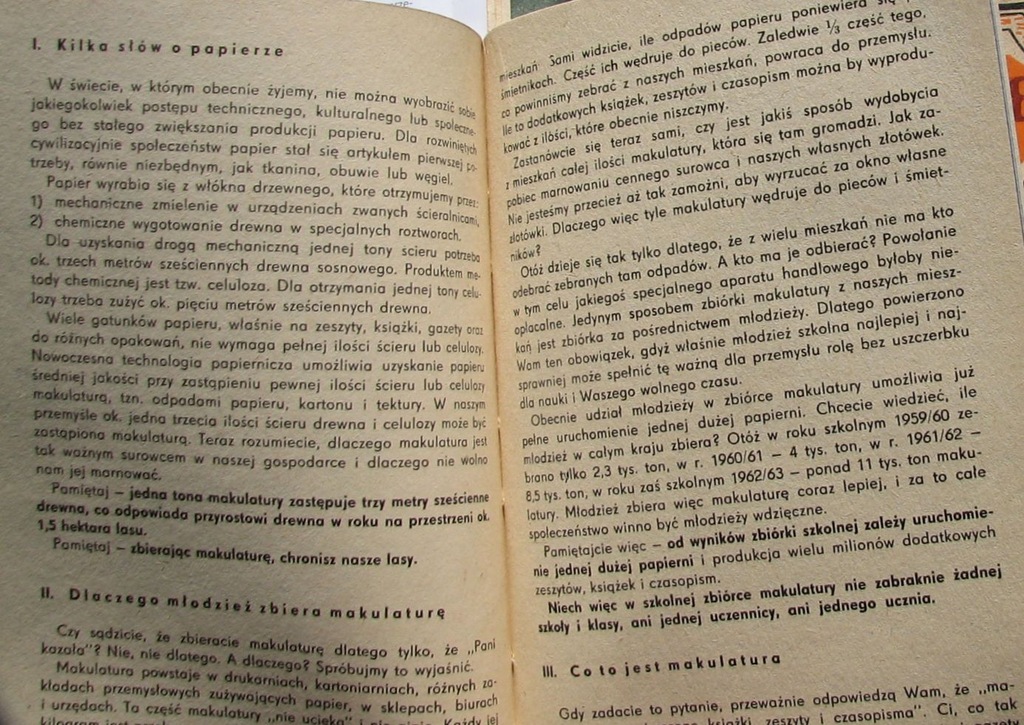 I. Kilka słów o papierze
W świecie, w którym obecnie żyjemy, nie można wyobrazić sobie
jakiegokolwiek postępu technicznego, kulturalnego lub społeczne-
go bez stałego zwiększania produkcji papieru. Dla rozwiniętych
cywilizacyjnie społeczeństw papier stał się artykułem pierwszej po-
trzeby, równie niezbędnym, jak tkanina, obuwie lub węgiel.
Papier wyrabia się z włókna drzewnego, które otrzymujemy przez:
1) mechaniczne zmielenie w urządzeniach zwanych ścieralnicami,
2) chemiczne wygotowanie drewna w specjalnych roztworach.
Dla uzyskania drogą mechaniczną jednej tony ścieru potrzeba
ok. trzech metrów sześciennych drewna sosnowego. Produktem me-
tody chemicznej jest tzw. celuloza. Dla otrzymania jednej tony celu-
lozy trzeba zużyć ok. pięciu metrów sześciennych drewna.
Wiele gatunków papieru, właśnie na zeszyty, książki, gazety oraz
do różnych opakowań, nie wymaga pełnej ilości ścieru lub celulozy.
Nowoczesna technologia papiernicza umożliwia uzyskanie papieru
średniej jakości przy zastąpieniu pewnej ilości ścieru lub celulozy
makulaturą, tzn. odpadami papieru, kartonu i tektury. W naszym
przemyśle ok. jedna trzecia ilości ścieru drewna i celulozy może być
zastąpiona makulaturą. Teraz rozumiecie, dlaczego makulatura jest
tak ważnym surowcem w naszej gospodarce i dlaczego nie wolno
nam jej marnować.
Pamiętaj – jedna tona makulatury zastępuje trzy metry sześcienne
drewna, co odpowiada przyrostowi drewna w roku na przestrzeni ok.
1,5 hektara lasu.
Pamiętaj – zbierając makulaturę, chronisz nasze lasy.
II. Dlaczego młodzież zbiera makulaturę
Czy sądzicie, że zbieracie makulaturę dlatego tylko, że „Pani
kazała"? Nie, nie dlatego. A dlaczego? Spróbujmy to wyjaśnić.
Makulatura powstaje w drukarniach, kartoniarniach, różnych za-
kładach przemysłowych zużywających papier, w sklepach, biurach
i urzędach. Ta część makulatury „nie ucieka" i nie Każdy jej
mieszkań. Sami widzicie, ile odpadów papieru poniewiera się
śmietnikach. Część ich wędruje do pieców. Zaledwie 1/3 część tego,
co powinniśmy zebrać z naszych mieszkań, powraca do przemysłu.
Ile to dodatkowych książek, zeszytów i czasopism można by wyprodu-
kować z ilości, które obecnie niszczymy.
Zastanówcie się teraz sami, czy jest jakiś sposób wydobycia
z mieszkań całej ilości makulatury, która się tam gromadzi. Jak za-
pobiec marnowaniu cennego surowca i naszych własnych złotówek.
Nie jesteśmy przecież aż tak zamożni, aby wyrzucać za okno własne
złotówki. Dlaczego więc tyle makulatury wędruje do pieców i śmiet-
ników?
Otóż dzieje się tak tylko dlatego, że z wielu mieszkań nie ma kto
odebrać zebranych tam odpadów. A kto ma je odbierać? Powołanie
w tym celu jakiegoś specjalnego aparatu handlowego byłoby nie-
opłacalne. Jedynym sposobem zbiórki makulatury z naszych miesz-
kań jest zbiórka za pośrednictwem młodzieży. Dlatego powierzono
Wam ten obowiązek, gdyż właśnie młodzież szkolna najlepiej i naj-
sprawniej może spełnić tę ważną dla przemysłu rolę bez uszczerbku
dla nauki i Waszego wolnego czasu.
Obecnie udział młodzieży w zbiórce makulatury umożliwia już
pełne uruchomienie jednej dużej papierni. Chcecie wiedzieć, ile
młodzież w całym kraju zbiera? Otóż w roku szkolnym 1959/60 ze-
brano tylko 2,3 tys. ton, w r. 1960/61 – 4 tys. ton, w r. 1961/62 –
8,5 tys. ton, w roku zaś szkolnym 1962/63 – ponad 11 tys. ton maku-
latury. Młodzież zbiera więc makulaturę coraz lepiej, i za to całe
społeczeństwo winno być młodzieży wdzięczne.
Pamiętajcie więc – od wyników zbiórki szkolnej zależy uruchomie-
nie jednej dużej papierni i produkcja wielu milionów dodatkowych
zeszytów, książek i czasopism.
Niech więc w szkolnej zbiórce makulatury nie zabraknie żadnej
szkoły i klasy, ani jednej uczennicy, ani jednego ucznia.
III. Co to jest makulatura
Gdy zadacie to pytanie, przeważnie odpowiedzą Wam, że „ma-
książki, zeszyty i czasopisma". Ci, co tak